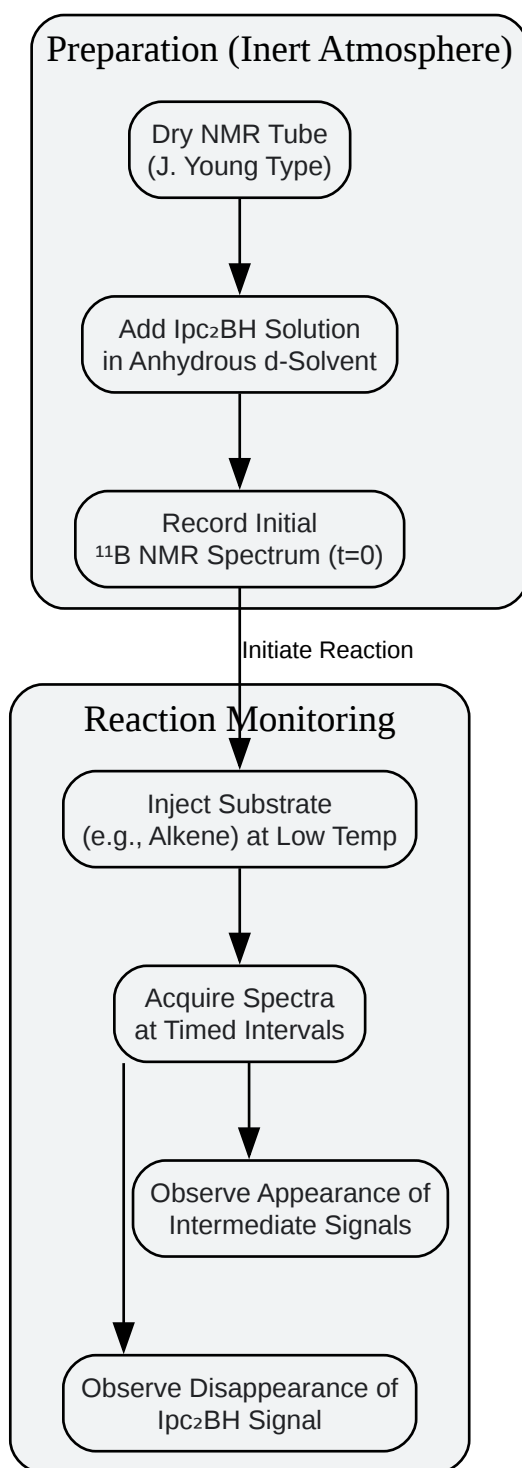 Preparation (Inert Atmosphere)
Dry NMR Tube
(J. Young Type)
Add Ipc₂BH Solution
in Anhydrous d-Solvent
Record Initial
¹¹B NMR Spectrum (t=0)
Initiate Reaction
Reaction Monitoring
Inject Substrate
(e.g., Alkene) at Low Temp
Acquire Spectra
at Timed Intervals
Observe Appearance of
Intermediate Signals
Observe Disappearance of
Ipc₂BH Signal